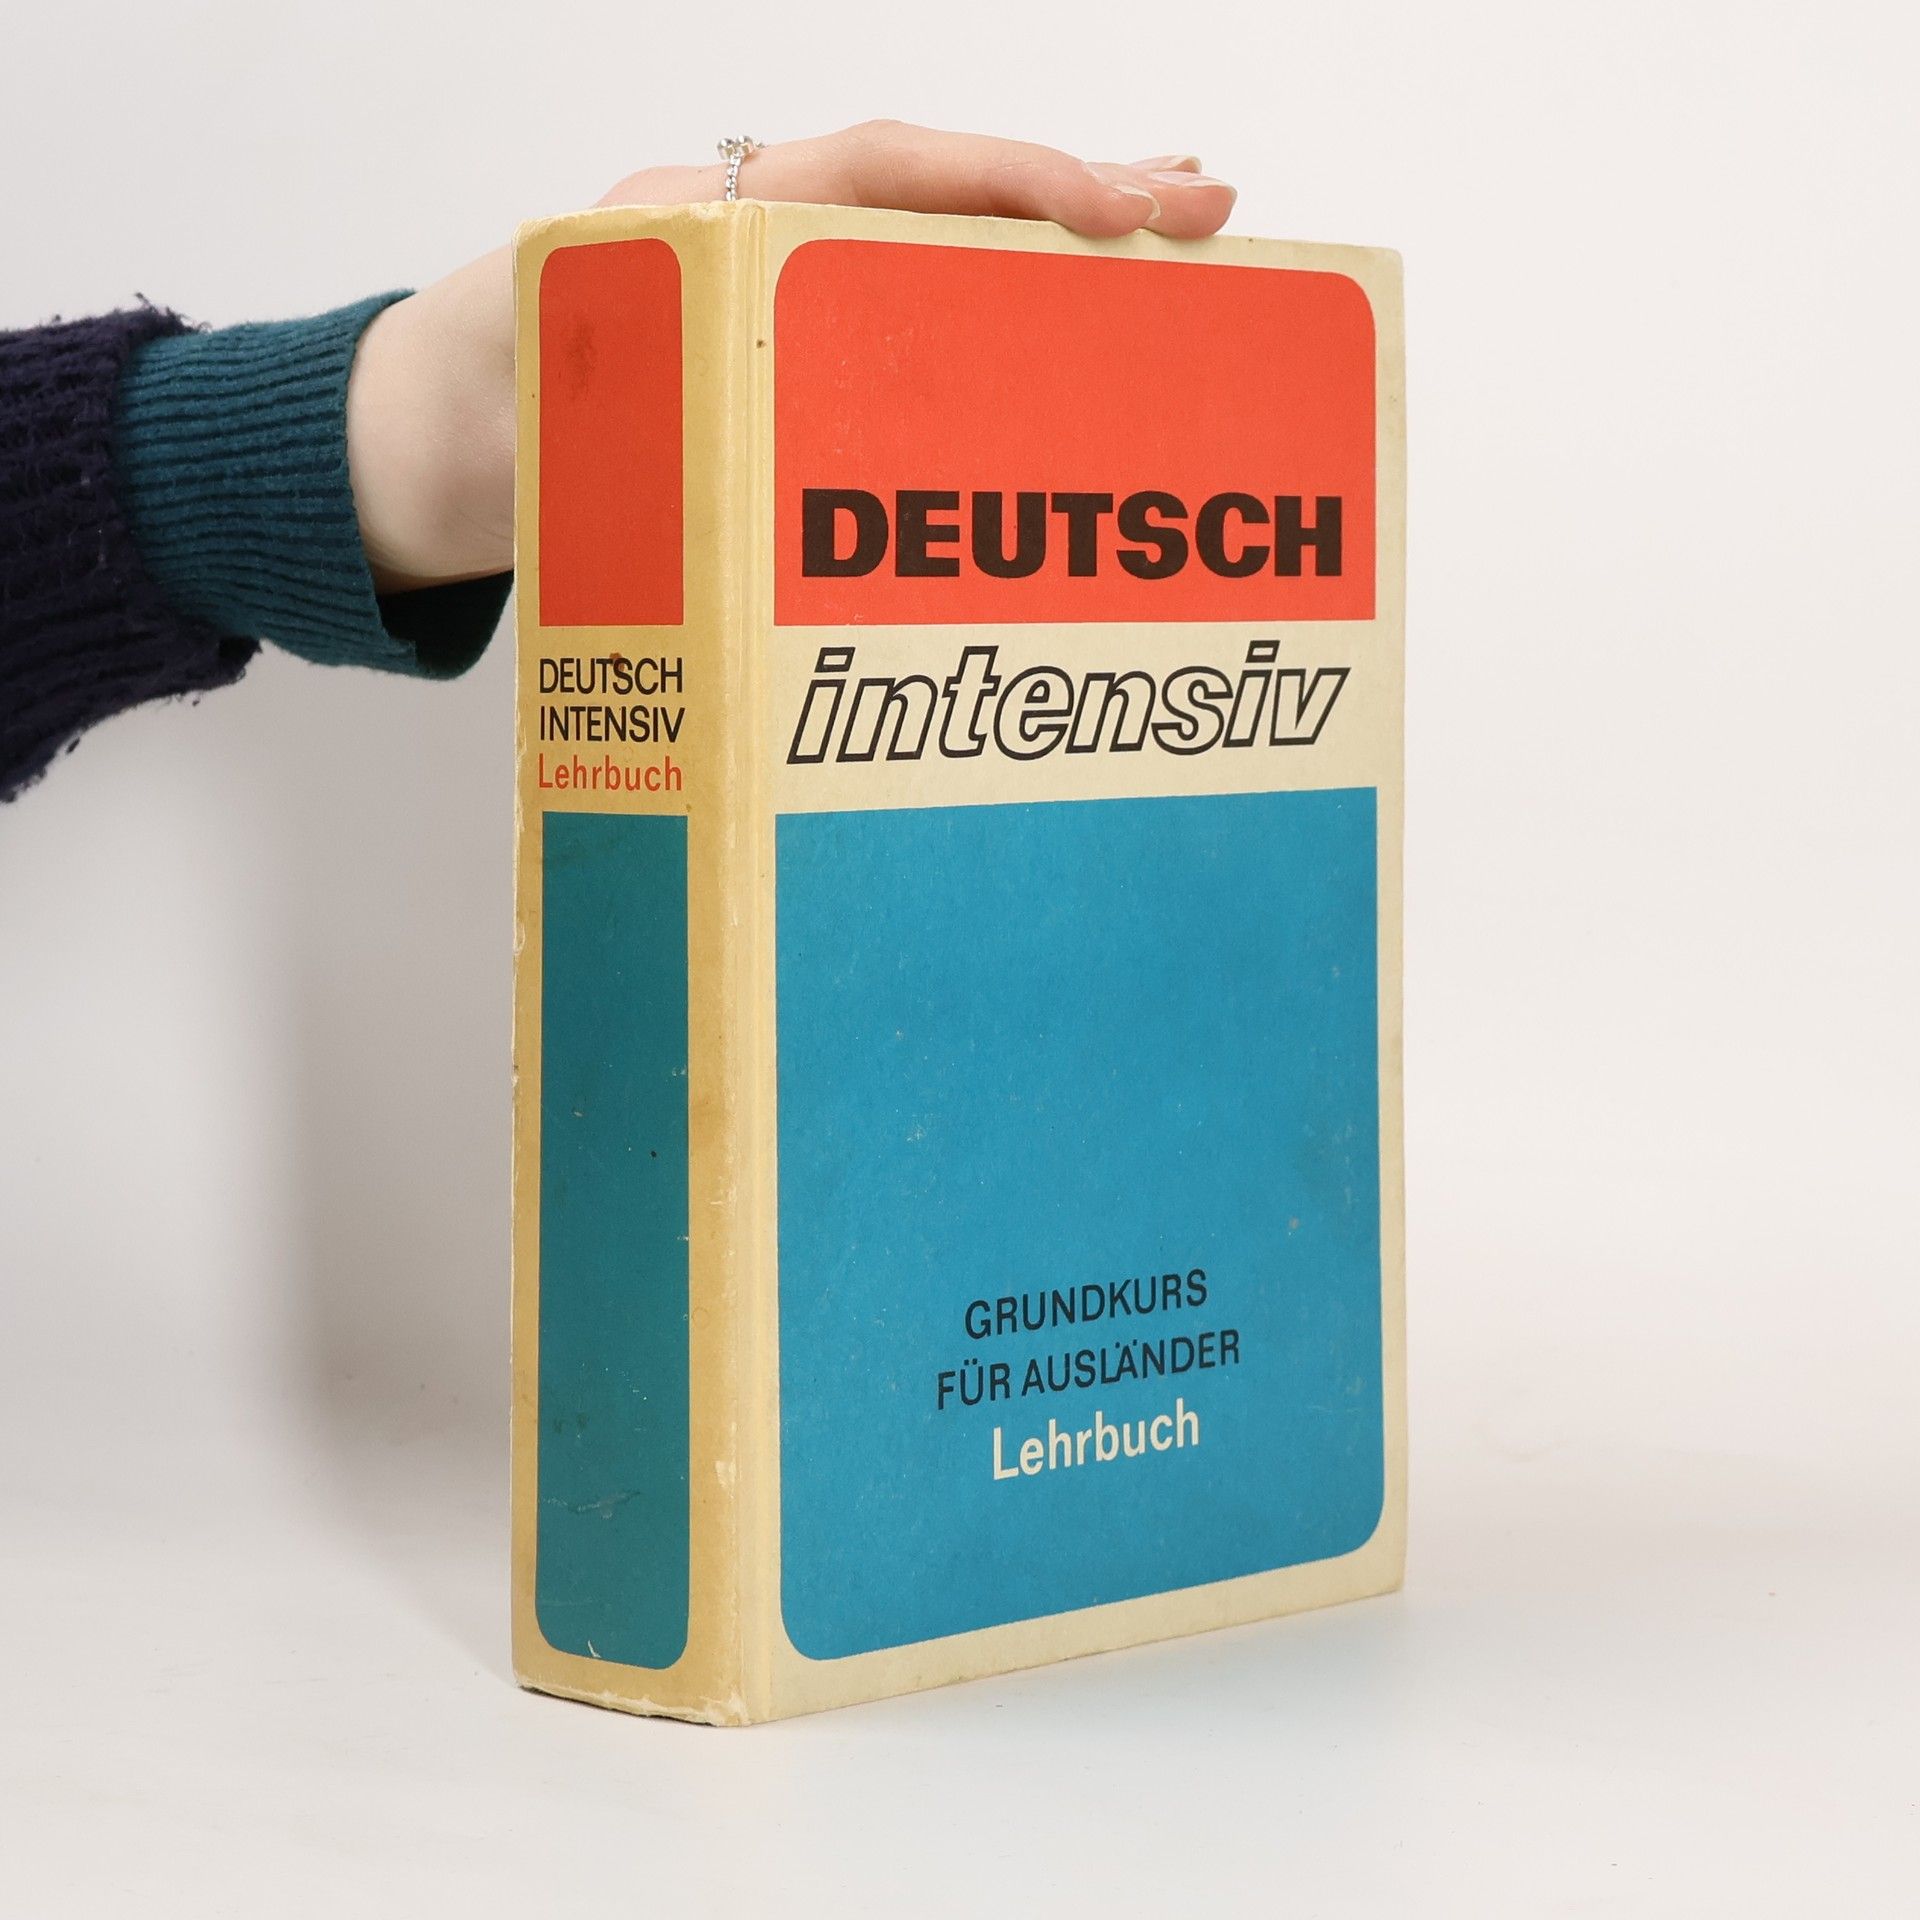 DEUTSCH
INTENSIV
Lehrbuch
DEUTSCH
intensiv
GRUNDKURS
FÜR AUSLÄNDER
Lehrbuch